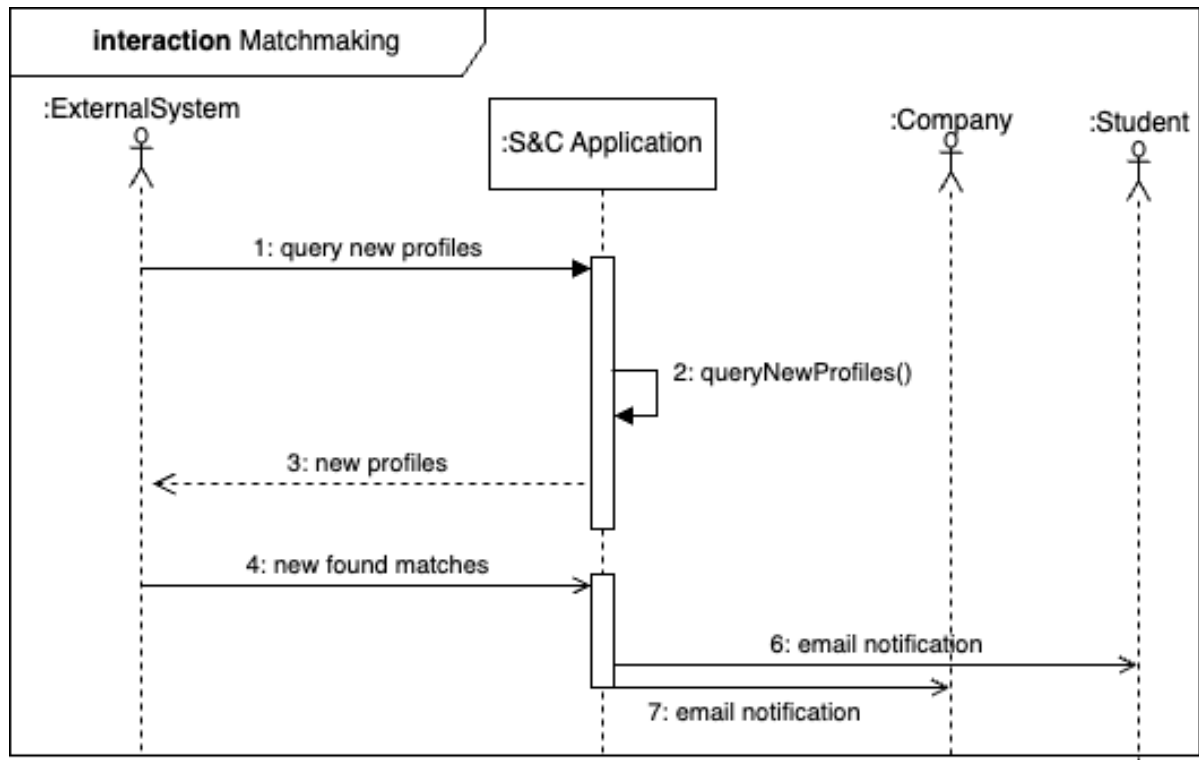 interaction Matchmaking
:ExternalSystem
:S&C Application
:Company
:Student
1: query new profiles
2: queryNewProfiles()
3: new profiles
4: new found matches
6: email notification
7: email notification